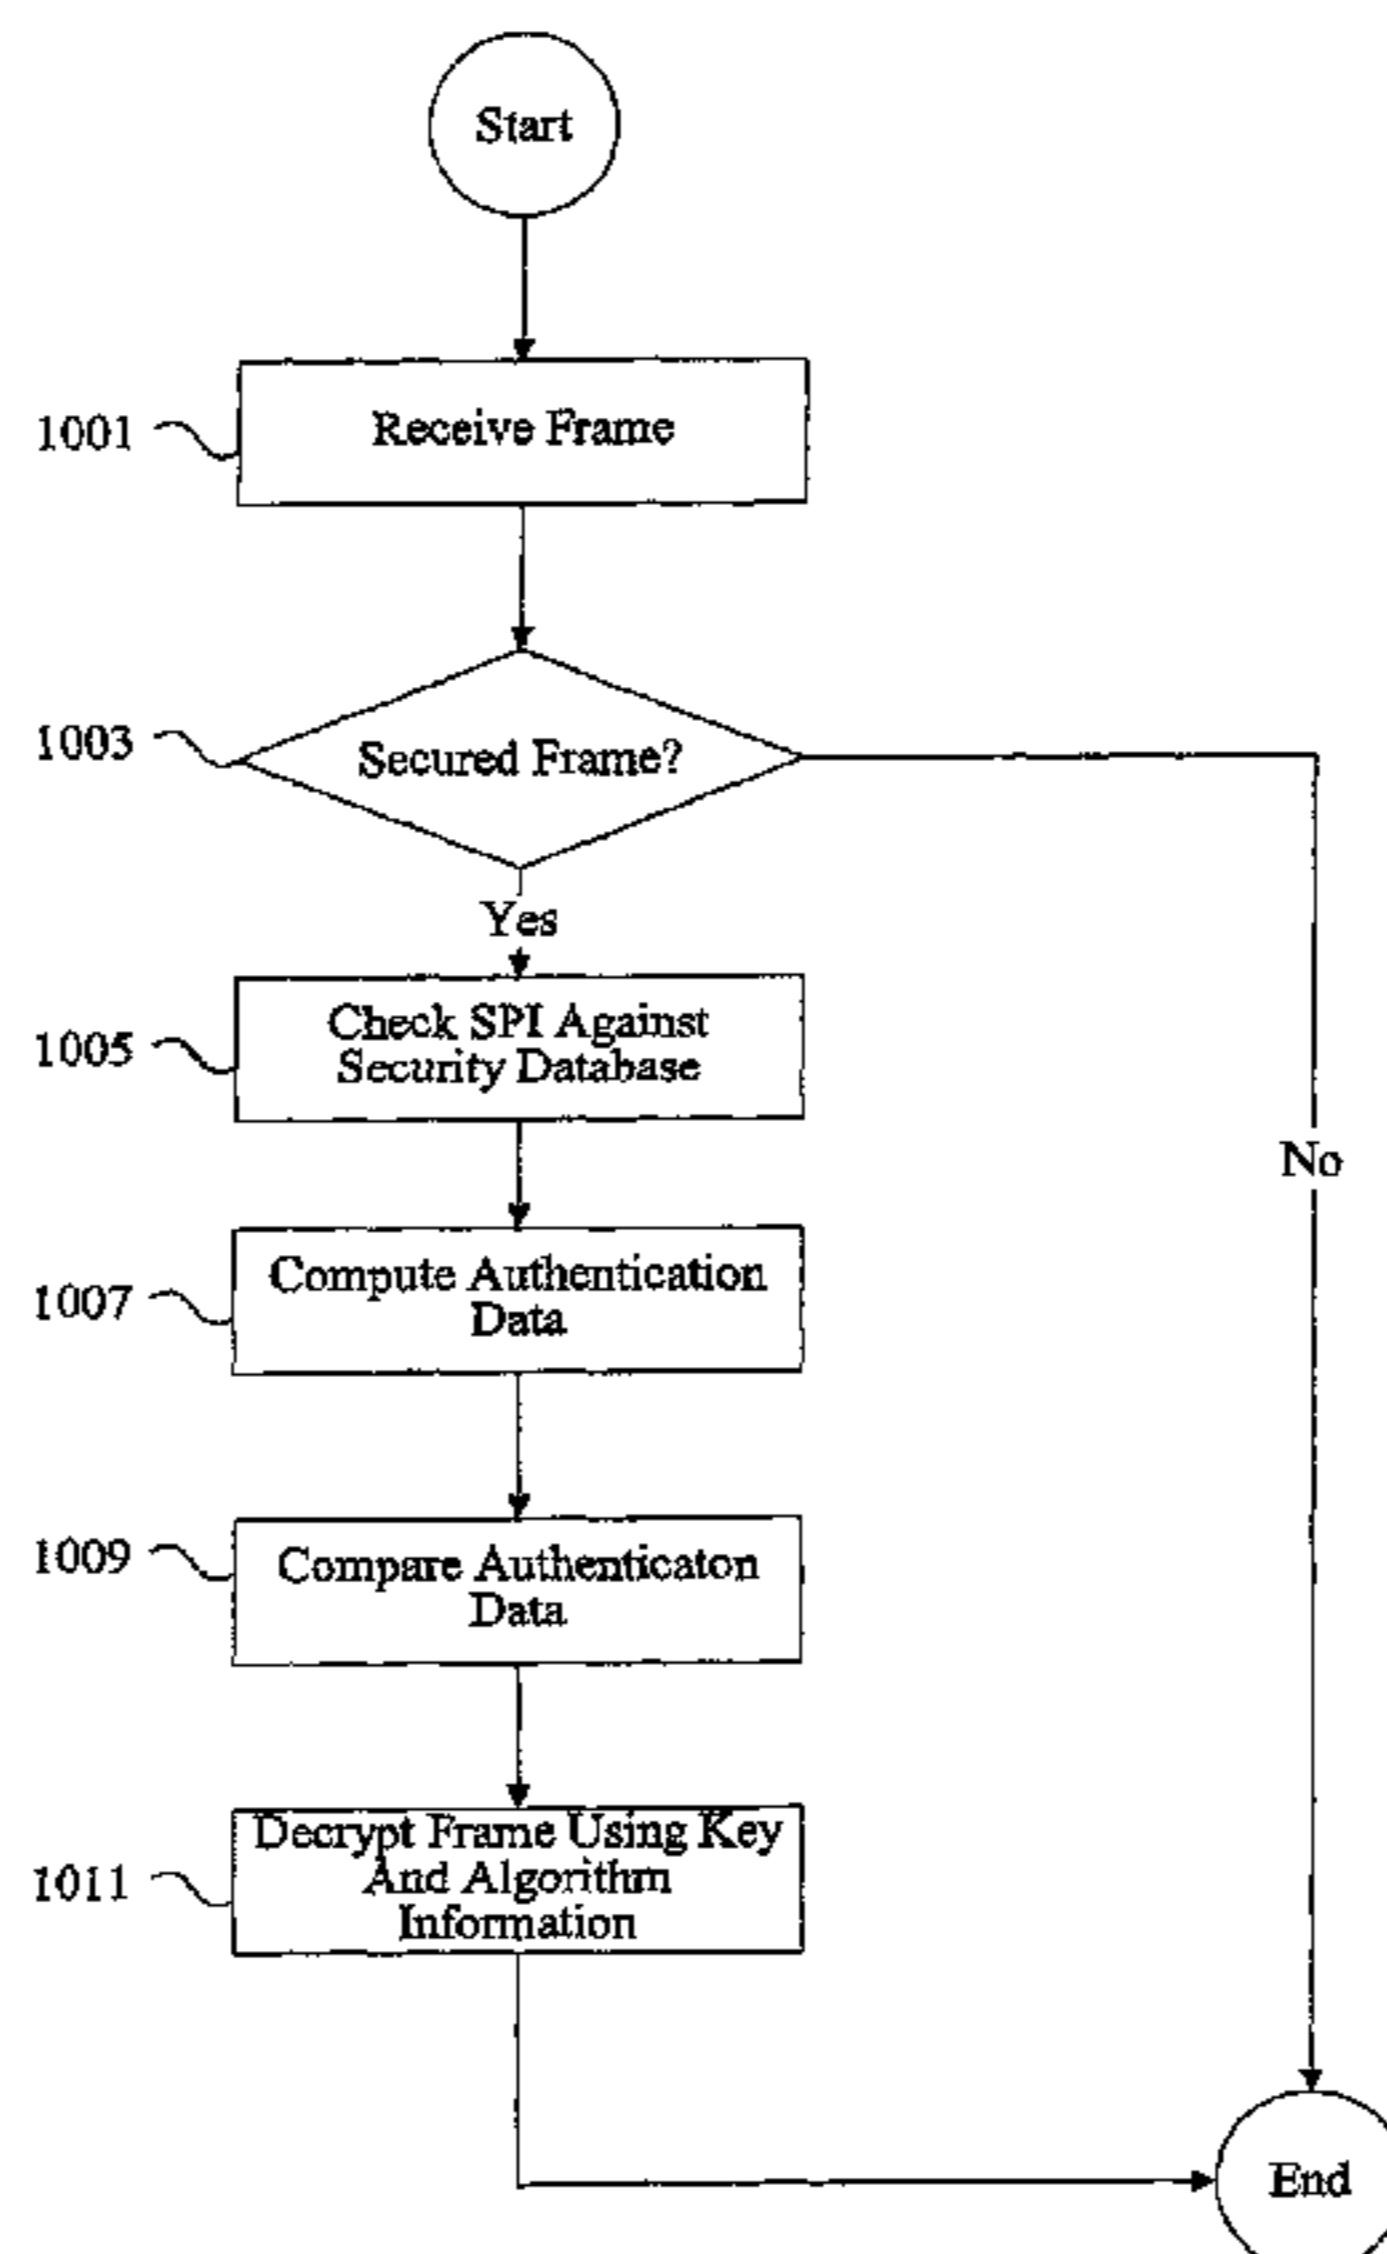 Start
1001
Receive Frame
1003
Secured Frame?
Yes
1005
Check SPI Against
Security Database
No
1007
Compute Authentication
Data
1009
Compare Authenticaton
Data
1011
Decrypt Frame Using Key
And Algorithm
Information
End